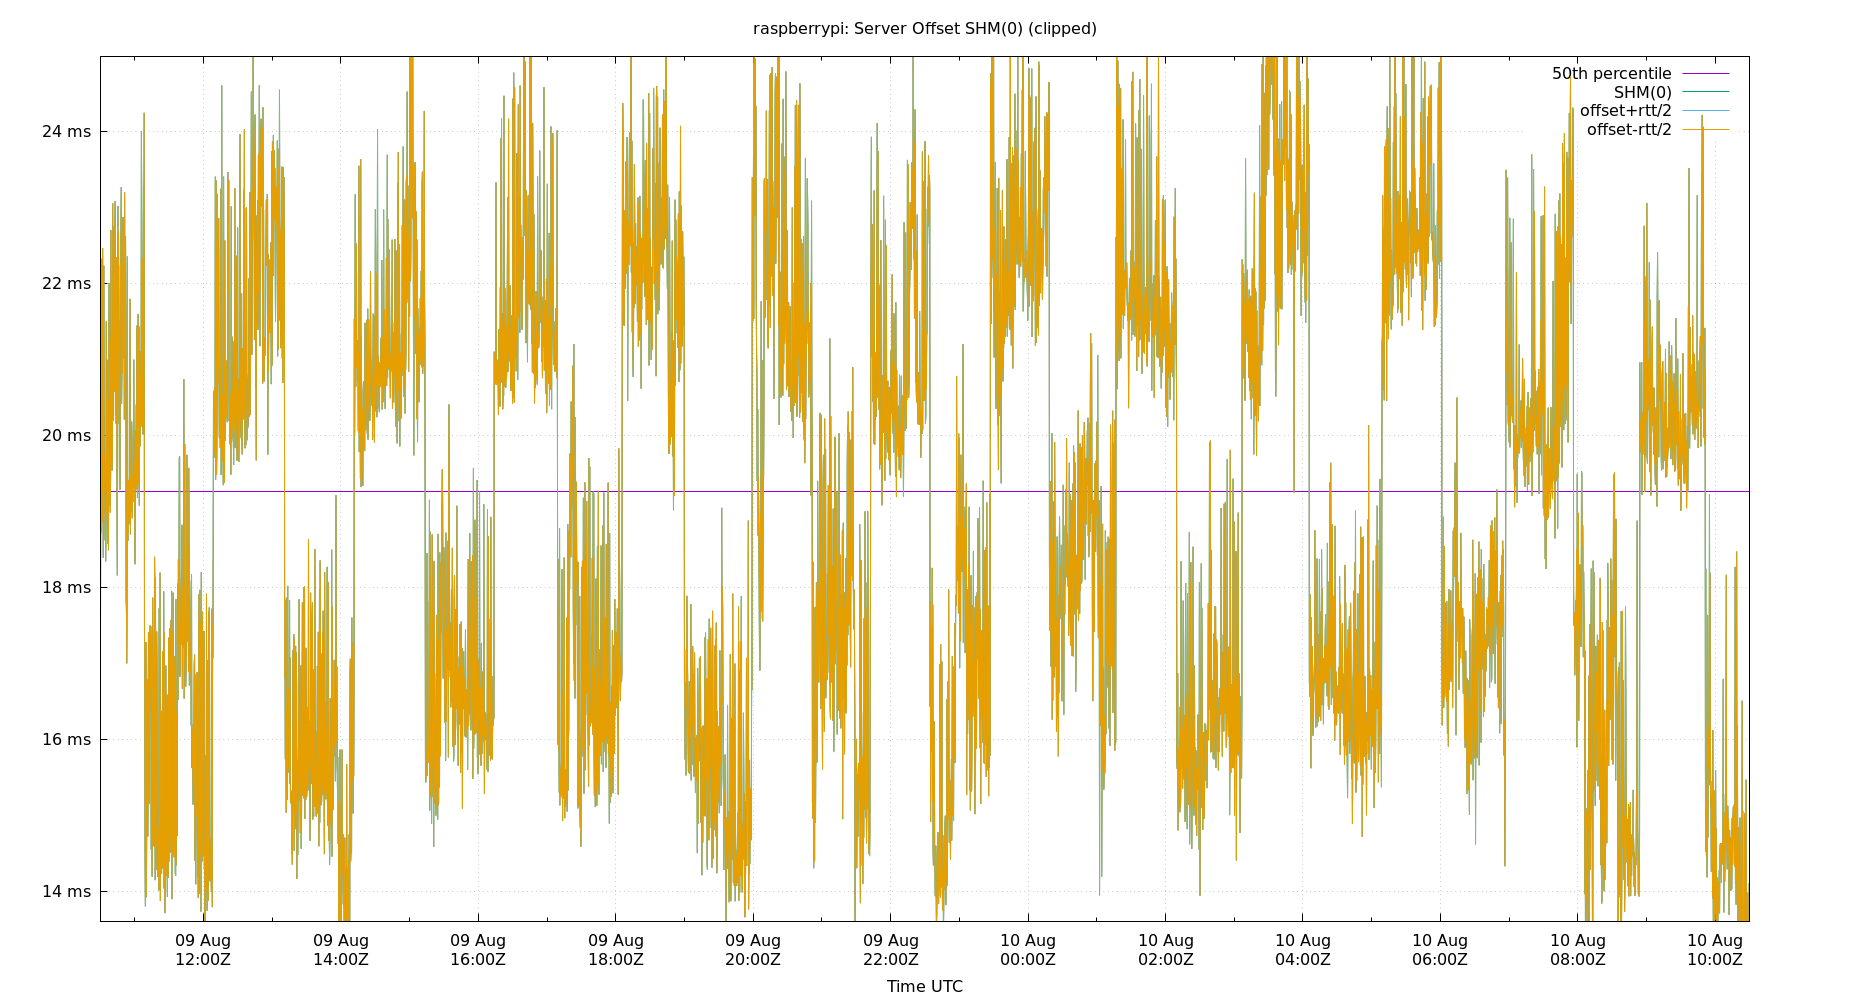 raspberrypi: Server Offset SHM(0) (clipped)
50th percentile
SHM(0)
offset+rtt/2
offset-rtt/2
24 ms
22 ms
20 ms
18 ms
16 ms
14 ms
09 Aug 09 Aug 09 Aug 09 Aug 09 Aug 09 Aug 10 Aug 10 Aug 10 Aug 10 Aug 10 Aug 10 Aug
12:00Z 14:00Z 16:00Z 18:00Z 20:00Z 22:00Z 00:00Z 02:00Z 04:00Z 06:00Z 08:00Z 10:00Z
Time UTC